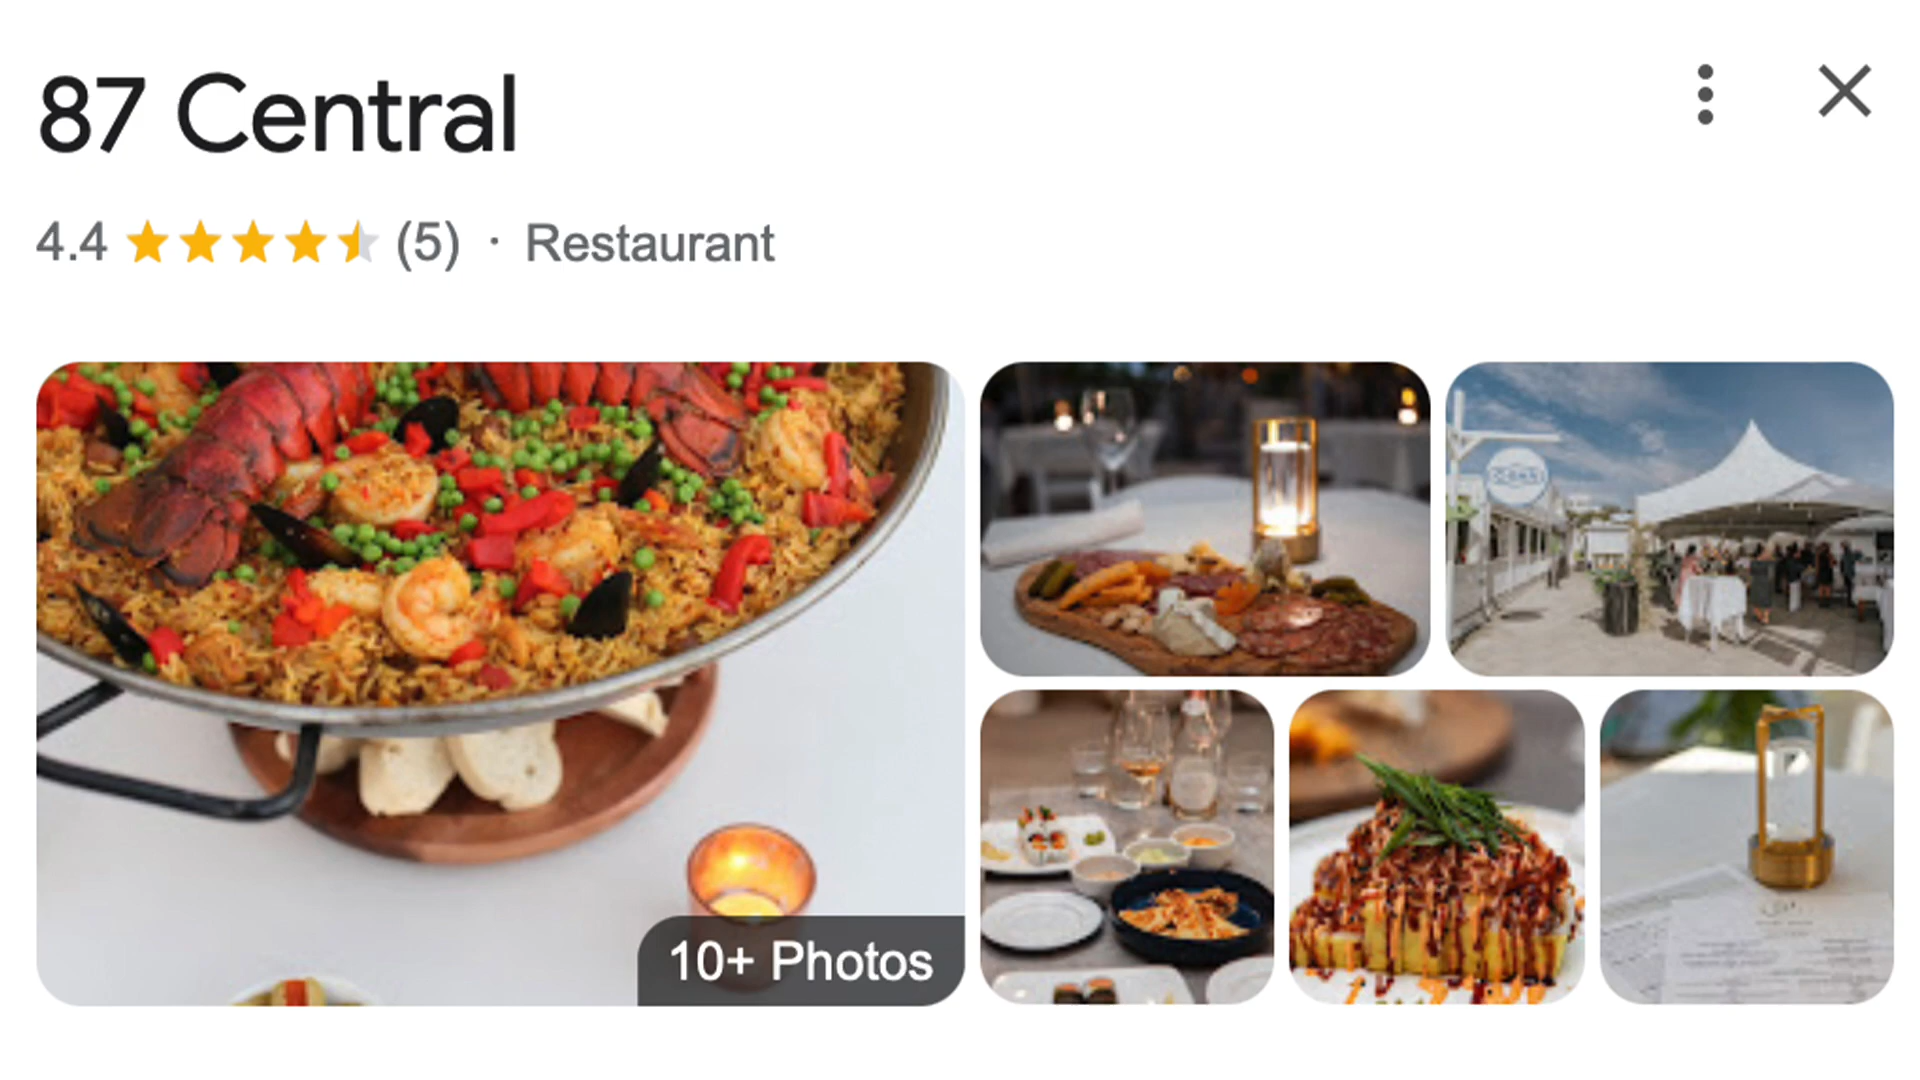 87 Central
4.4 (5) · Restaurant
10+ Photos